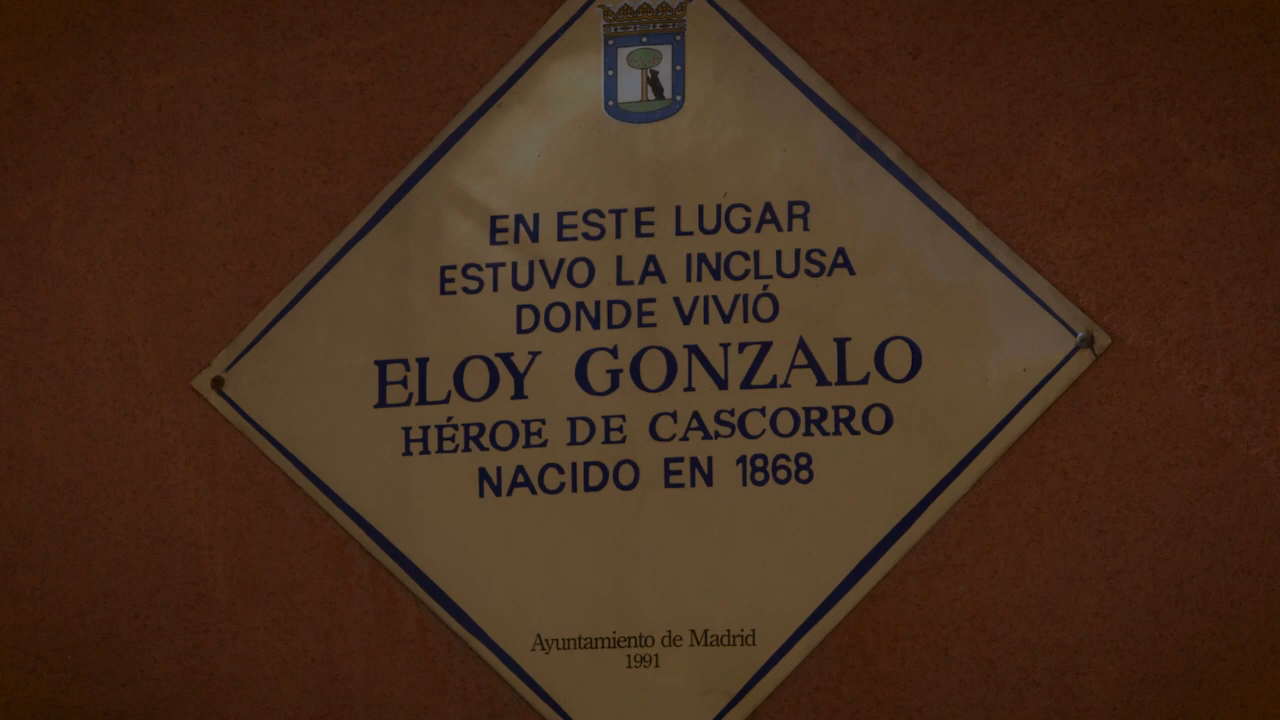 EN ESTE LUGAR
ESTUVO LA INCLUSA
DONDE VIVIÓ
ELOY GONZALO
HÉROE DE CASCORRO
NACIDO EN 1868
Ayuntamiento de Madrid
1991